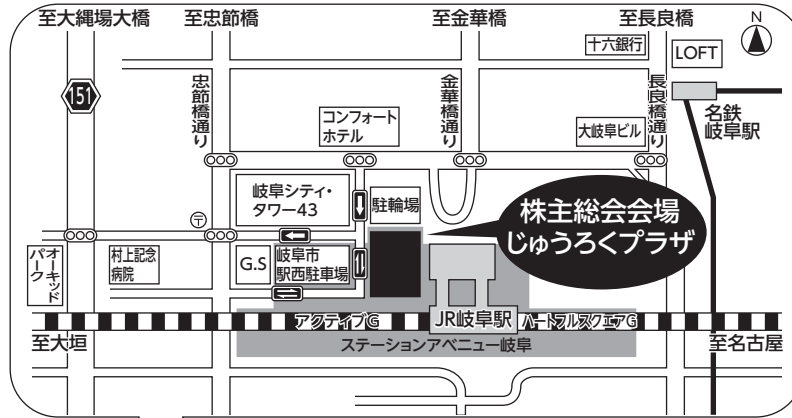 至大縄場大橋
至忠節橋
至金華橋
至長良橋
N
十六銀行
LOFT
151
忠節橋通り
コンフォート
ホテル
金華橋通り
大岐阜ビル
長良橋通り
名鉄
岐阜駅
岐阜シティ・
タワー43
駐輪場
株主総会会場
じゅうろくプラザ
〒
オーキッド
パーク
村上記念
病院
G.S
岐阜市
駅西駐車場
アクティブG
JR岐阜駅
ハートフルスクエアG
至大垣
ステーションアベニュー岐阜
至名古屋